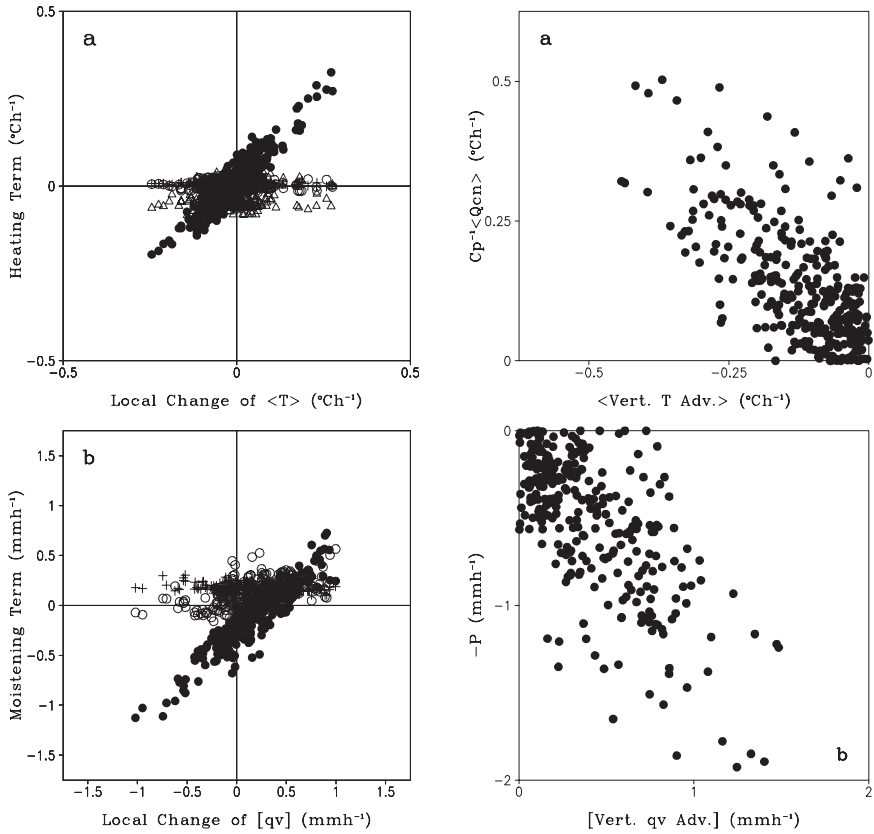 a
0.5
0
-0.5
-0.5
0
0.5
Heating Term (°Ch⁻¹)
Local Change of <T> (°Ch⁻¹)
a
0.5
0.25
0
-0.5
-0.25
0
Cp⁻¹<Qcn> (°Ch⁻¹)
<Vert. T Adv.> (°Ch⁻¹)
b
1.5
1
0.5
0
-0.5
-1
-1.5
-1.5
-1
-0.5
0
0.5
1
1.5
Moistening Term (mmh⁻¹)
Local Change of [qv] (mmh⁻¹)
0
-1
-2
0
1
2
-P (mmh⁻¹)
b
[Vert. qv Adv.] (mmh⁻¹)